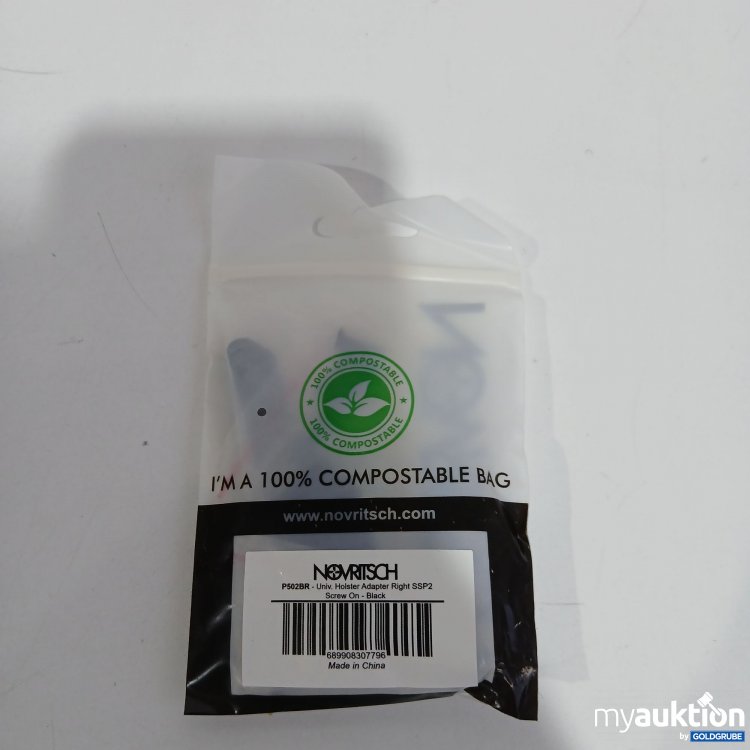 100% COMPOSTABLE
100% COMPOSTABLE
I'M A 100% COMPOSTABLE BAG
www.novritsch.com
NOVRITSCH
P502BR - Univ. Holster Adapter Right SSP2
Screw On - Black
689908307796
Made in China
myauktion
by GOLDGRUBE